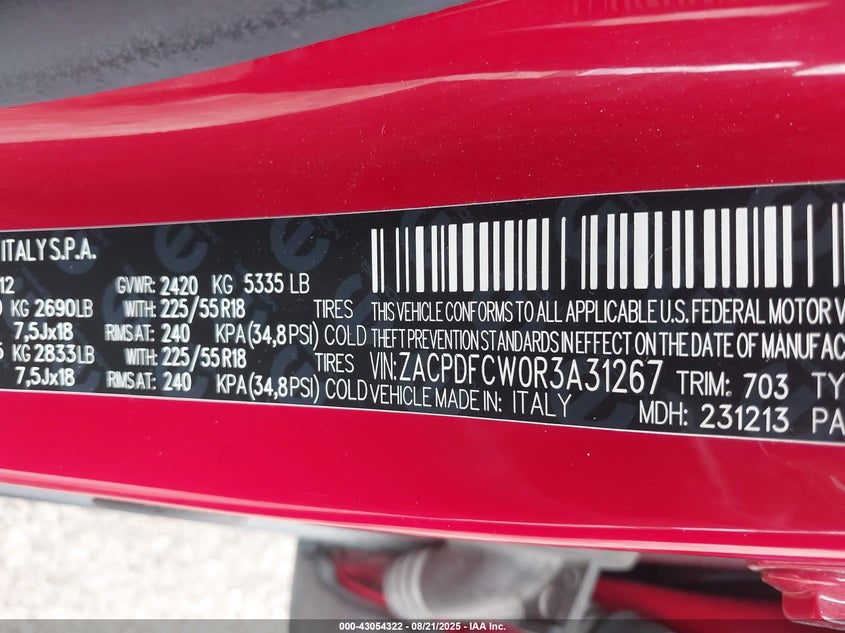 ITALY S.P.A.
12 GVWR: 2420 KG 5335 LB
KG 2690LB WITH: 225/55R18 TIRES
7,5Jx18 RIMS AT: 240 KPA(34,8PSI) COLD
KG 2833LB WITH: 225/55R18 TIRES
7,5Jx18 RIMS AT: 240 KPA(34,8PSI) COLD
THIS VEHICLE CONFORMS TO ALL APPLICABLE U.S. FEDERAL MOTOR V
THEFT PREVENTION STANDARDS IN EFFECT ON THE DATE OF MANUFAC
VIN: ZACPDFCW0R3A31267 TRIM: 703 TY
VEHICLE MADE IN: ITALY MDH: 231213 PA
000-43054322 - 08/21/2025 - IAA Inc.